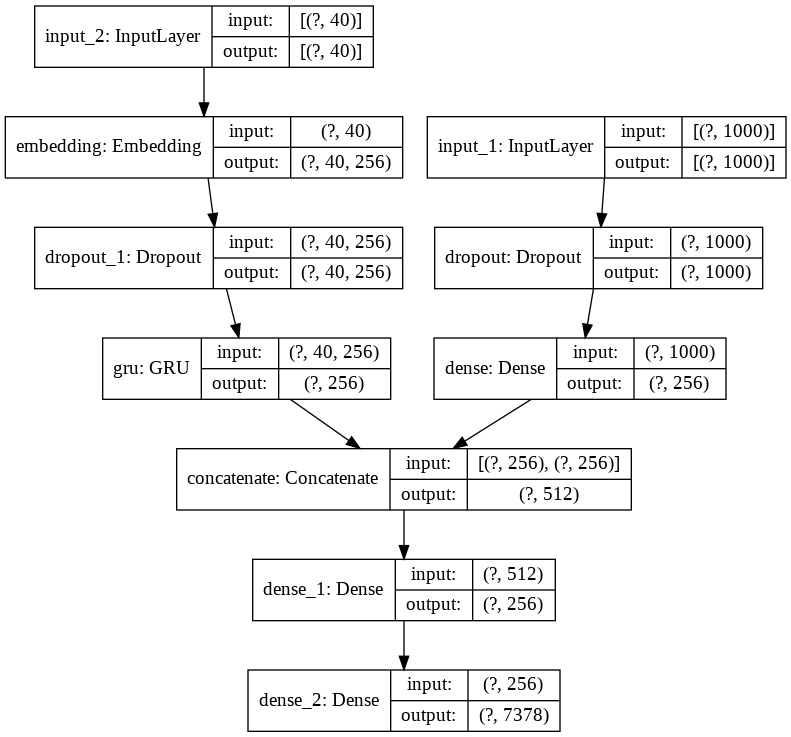 input_2: InputLayer
input: [(?, 40)]
output: [(?, 40)]
embedding: Embedding
input: (?, 40)
output: (?, 40, 256)
input_1: InputLayer
input: [(?, 1000)]
output: [(?, 1000)]
dropout_1: Dropout
input: (?, 40, 256)
output: (?, 40, 256)
dropout: Dropout
input: (?, 1000)
output: (?, 1000)
gru: GRU
input: (?, 40, 256)
output: (?, 256)
dense: Dense
input: (?, 1000)
output: (?, 256)
concatenate: Concatenate
input: [(?, 256), (?, 256)]
output: (?, 512)
dense_1: Dense
input: (?, 512)
output: (?, 256)
dense_2: Dense
input: (?, 256)
output: (?, 7378)